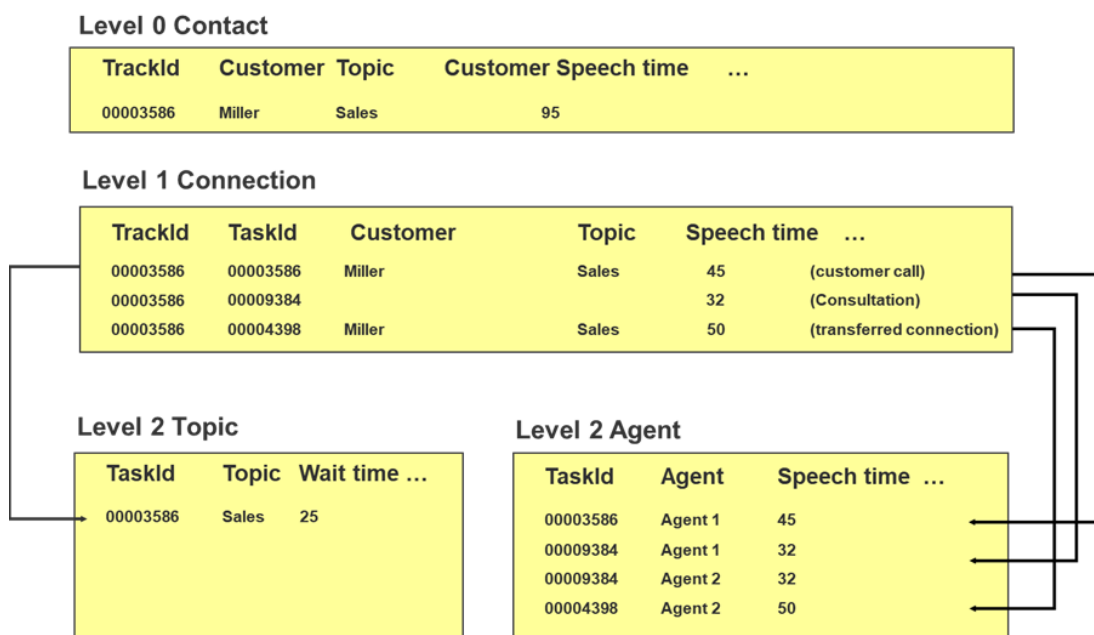 Level 0 Contact
TrackId Customer Topic Customer Speech time ...
00003586 Miller Sales 95
Level 1 Connection
TrackId TaskId Customer Topic Speech time ...
00003586 00003586 Miller Sales 45 (customer call)
00003586 00009384 32 (Consultation)
00003586 00004398 Miller Sales 50 (transferred connection)
Level 2 Topic
TaskId Topic Wait time ...
00003586 Sales 25
Level 2 Agent
TaskId Agent Speech time ...
00003586 Agent 1 45
00009384 Agent 1 32
00009384 Agent 2 32
00004398 Agent 2 50